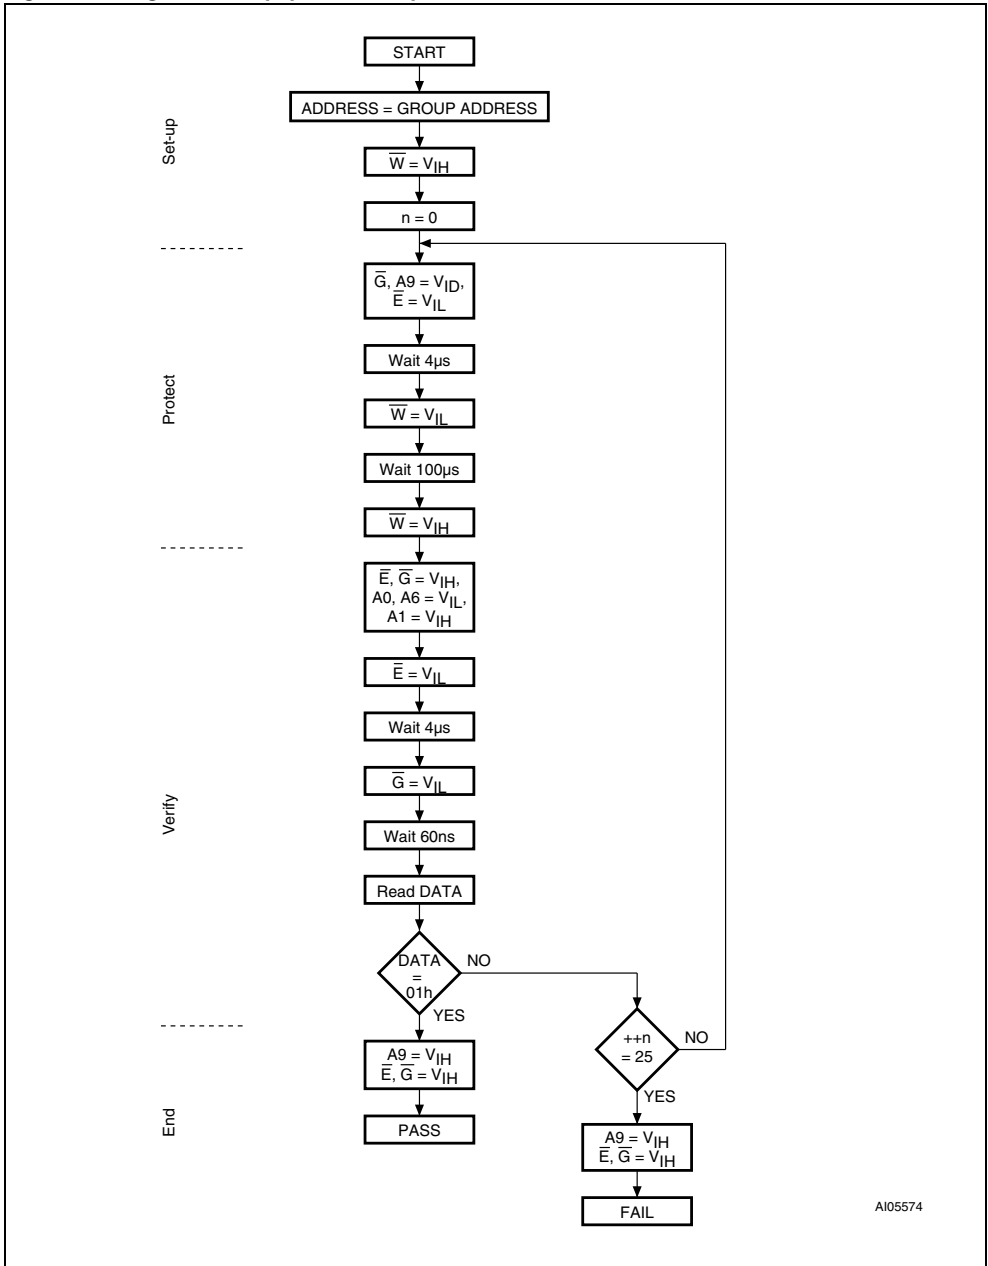 START
ADDRESS = GROUP ADDRESS
Set-up
W̅ = VIH
n = 0
G̅, A9 = VID,
E̅ = VIL
Wait 4µs
Protect
W̅ = VIL
Wait 100µs
W̅ = VIH
E̅, G̅ = VIH,
A0, A6 = VIL,
A1 = VIH
E̅ = VIL
Wait 4µs
G̅ = VIL
Verify
Wait 60ns
Read DATA
DATA
=
01h
NO
YES
++n
= 25
NO
YES
A9 = VIH
E̅, G̅ = VIH
End
PASS
A9 = VIH
E̅, G̅ = VIH
FAIL
AI05574